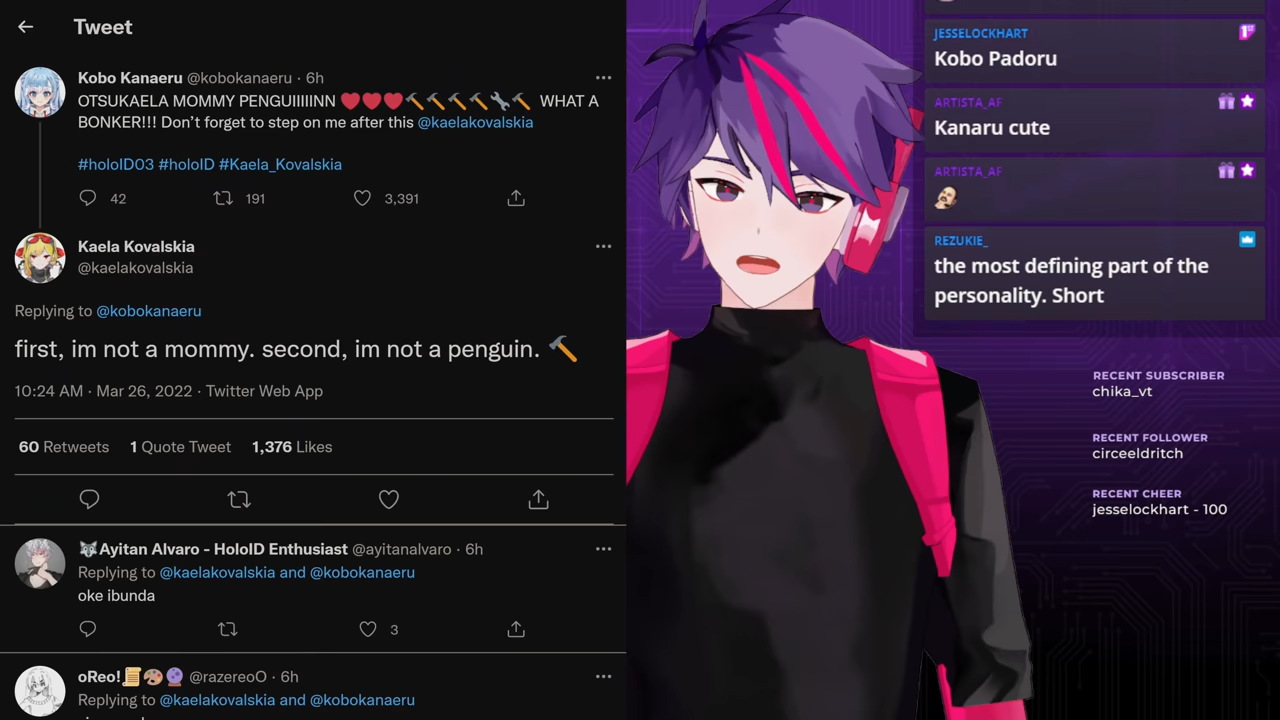 Tweet
Kobo Kanaeru @kobokanaeru · 6h
OTSUKAELA MOMMY PENGUIIIIINN ❤️❤️❤️🔨🔨🔨🔨🔧🔨 WHAT A
BONKER!!! Don't forget to step on me after this @kaelakovalskia
#holoID03 #holoID #Kaela_Kovalskia
42 191 3,391
Kaela Kovalskia
@kaelakovalskia
Replying to @kobokanaeru
first, im not a mommy. second, im not a penguin. 🔨
10:24 AM · Mar 26, 2022 · Twitter Web App
60 Retweets 1 Quote Tweet 1,376 Likes
🐺Ayitan Alvaro - HoloID Enthusiast @ayitanalvaro · 6h
Replying to @kaelakovalskia and @kobokanaeru
oke ibunda
3
oReo!📜🎨🔮 @razereoO · 6h
Replying to @kaelakovalskia and @kobokanaeru
JESSELOCKHART
Kobo Padoru
ARTISTA_AF
Kanaru cute
ARTISTA_AF
REZUKIE_
the most defining part of the
personality. Short
RECENT SUBSCRIBER
chika_vt
RECENT FOLLOWER
circeeldritch
RECENT CHEER
jesselockhart - 100